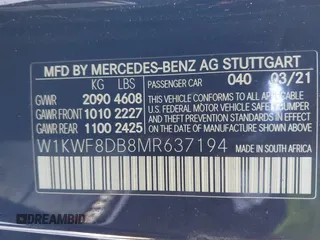 MFD BY MERCEDES-BENZ AG STUTTGART
KG LBS
PASSENGER CAR 040 03/21
GVWR 2090 4608
GAWR FRONT 1010 2227
GAWR REAR 1100 2425
THIS VEHICLE CONFORMS TO ALL APPLICABLE
FEDERAL MOTOR VEHICLE SAFETY, BUMPER,
AND THEFT PREVENTION STANDARDS IN EFFECT
ON THE DATE OF MANUFACTURE SHOWN ABOVE.
W1KWF8DB8MR637194
MADE IN SOUTH AFRICA
DREAMBID